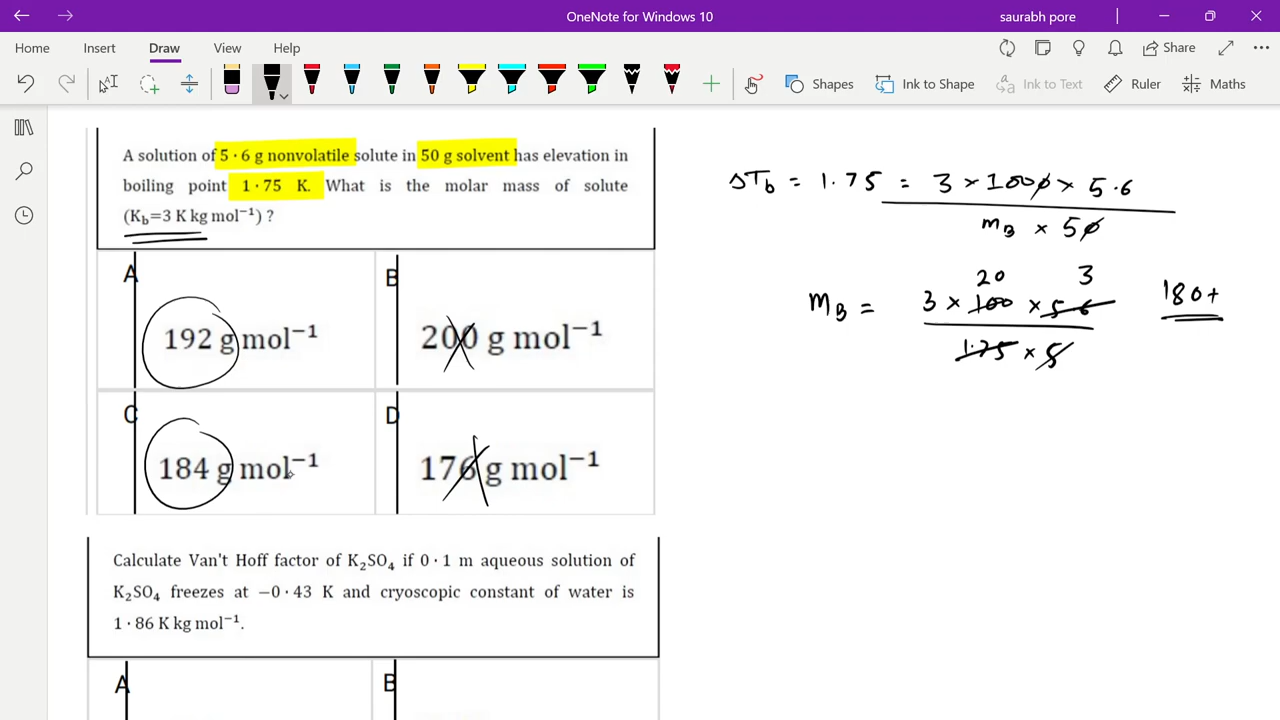 OneNote for Windows 10
saurabh pore
Home Insert Draw View Help
Share
Shapes Ink to Shape Ink to Text Ruler Maths
A solution of 5·6 g nonvolatile solute in 50 g solvent has elevation in
boiling point 1·75 K. What is the molar mass of solute
(K_b=3 K kg mol⁻¹) ?
A
192 g mol⁻¹
B
200 g mol⁻¹
C
184 g mol⁻¹
D
176 g mol⁻¹
ΔTb = 1.75 = 3 × 1000 × 5.6
mB × 50
20 3
mB = 3 × 100 × 5 6
1.75 × 5
180+
Calculate Van't Hoff factor of K₂SO₄ if 0·1 m aqueous solution of
K₂SO₄ freezes at −0·43 K and cryoscopic constant of water is
1·86 K kg mol⁻¹.
A
B